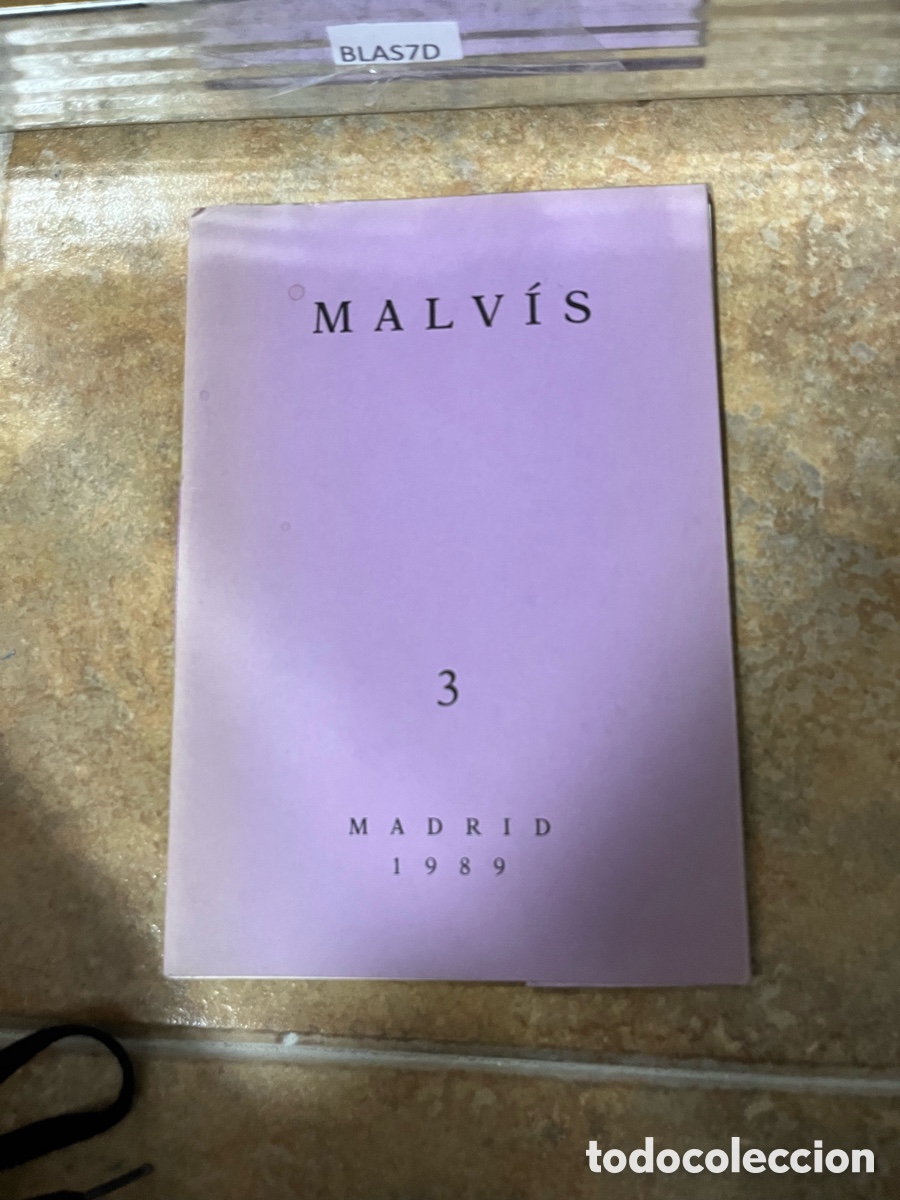 BLAS7D
MALVÍS
3
MADRID
1989
todocoleccion